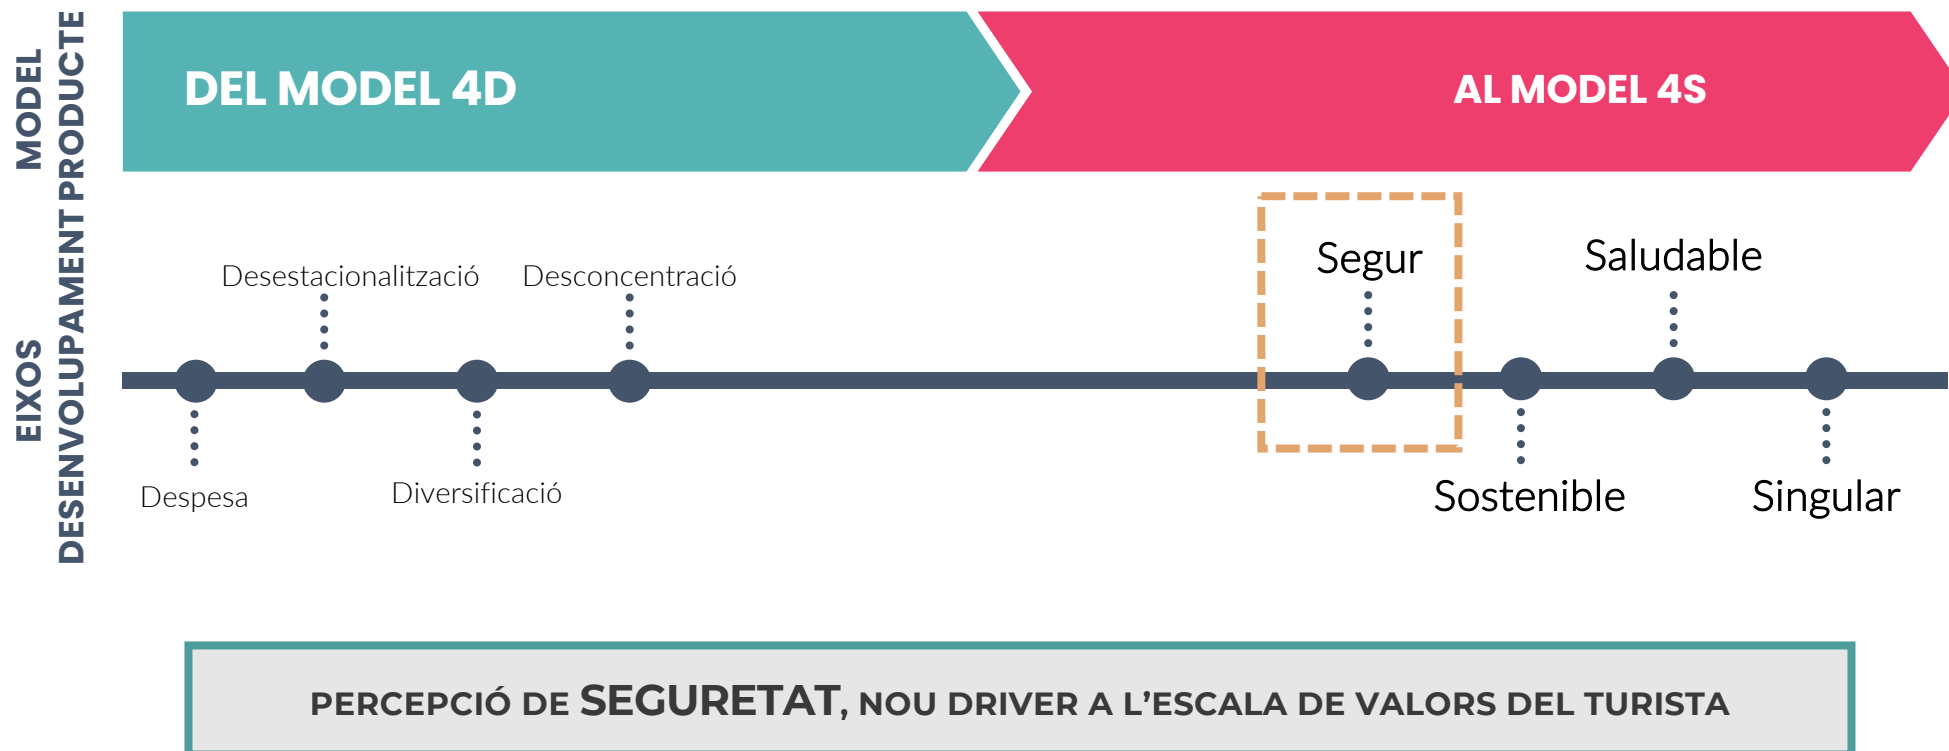 MODEL
DEL MODEL 4D
AL MODEL 4S
EIXOS
DESENVOLUPAMENT PRODUCTE
Desestacionalització
Desconcentració
Segur
Saludable
Despesa
Diversificació
Sostenible
Singular
PERCEPCIÓ DE SEGURETAT, NOU DRIVER A L’ESCALA DE VALORS DEL TURISTA